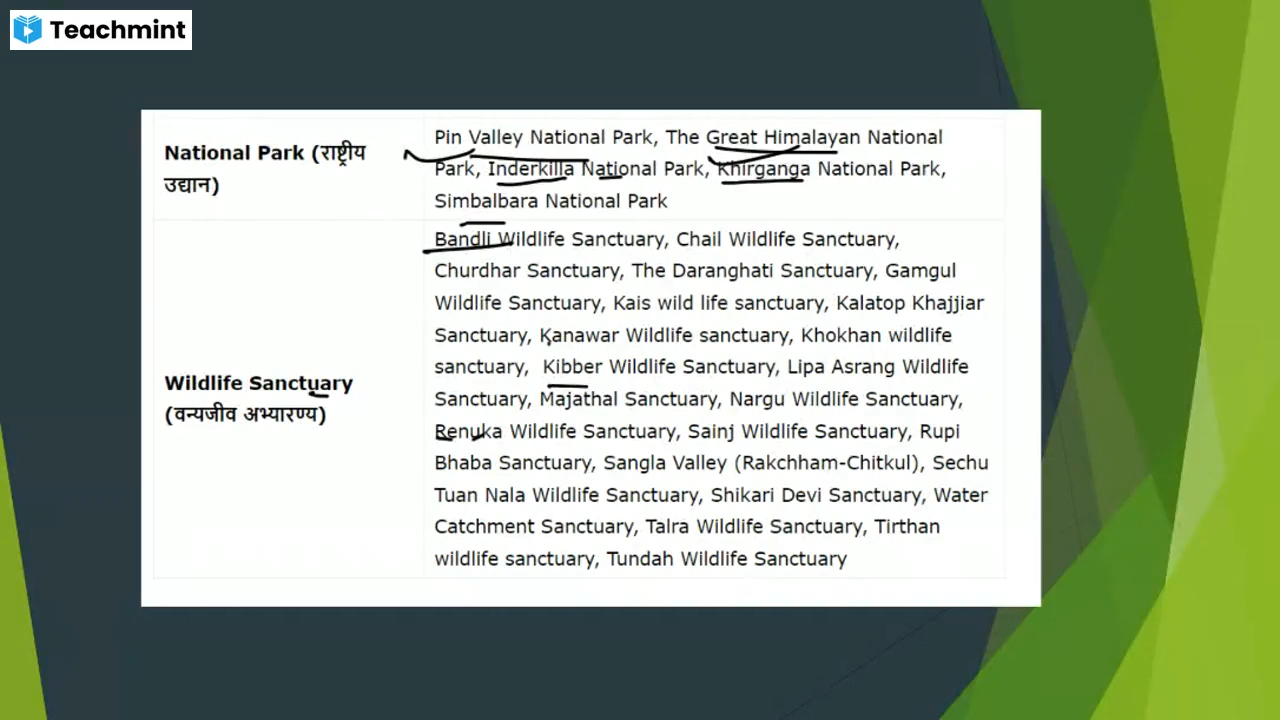 Teachmint
National Park (राष्ट्रीय
उद्यान)
Pin Valley National Park, The Great Himalayan National
Park, Inderkilla National Park, Khirganga National Park,
Simbalbara National Park
Wildlife Sanctuary
(वन्यजीव अभ्यारण्य)
Bandli Wildlife Sanctuary, Chail Wildlife Sanctuary,
Churdhar Sanctuary, The Daranghati Sanctuary, Gamgul
Wildlife Sanctuary, Kais wild life sanctuary, Kalatop Khajjiar
Sanctuary, Kanawar Wildlife sanctuary, Khokhan wildlife
sanctuary, Kibber Wildlife Sanctuary, Lipa Asrang Wildlife
Sanctuary, Majathal Sanctuary, Nargu Wildlife Sanctuary,
Renuka Wildlife Sanctuary, Sainj Wildlife Sanctuary, Rupi
Bhaba Sanctuary, Sangla Valley (Rakchham-Chitkul), Sechu
Tuan Nala Wildlife Sanctuary, Shikari Devi Sanctuary, Water
Catchment Sanctuary, Talra Wildlife Sanctuary, Tirthan
wildlife sanctuary, Tundah Wildlife Sanctuary